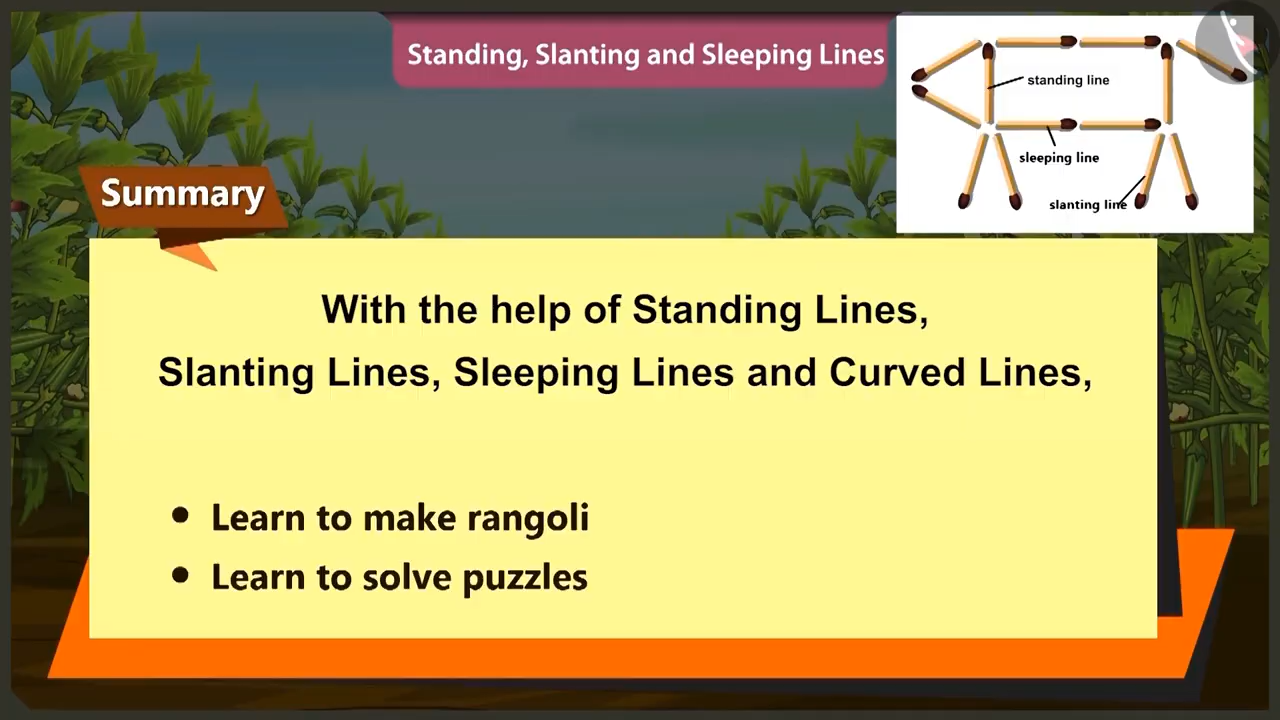 Standing, Slanting and Sleeping Lines
standing line
sleeping line
slanting line
Summary
With the help of Standing Lines,
Slanting Lines, Sleeping Lines and Curved Lines,
• Learn to make rangoli
• Learn to solve puzzles